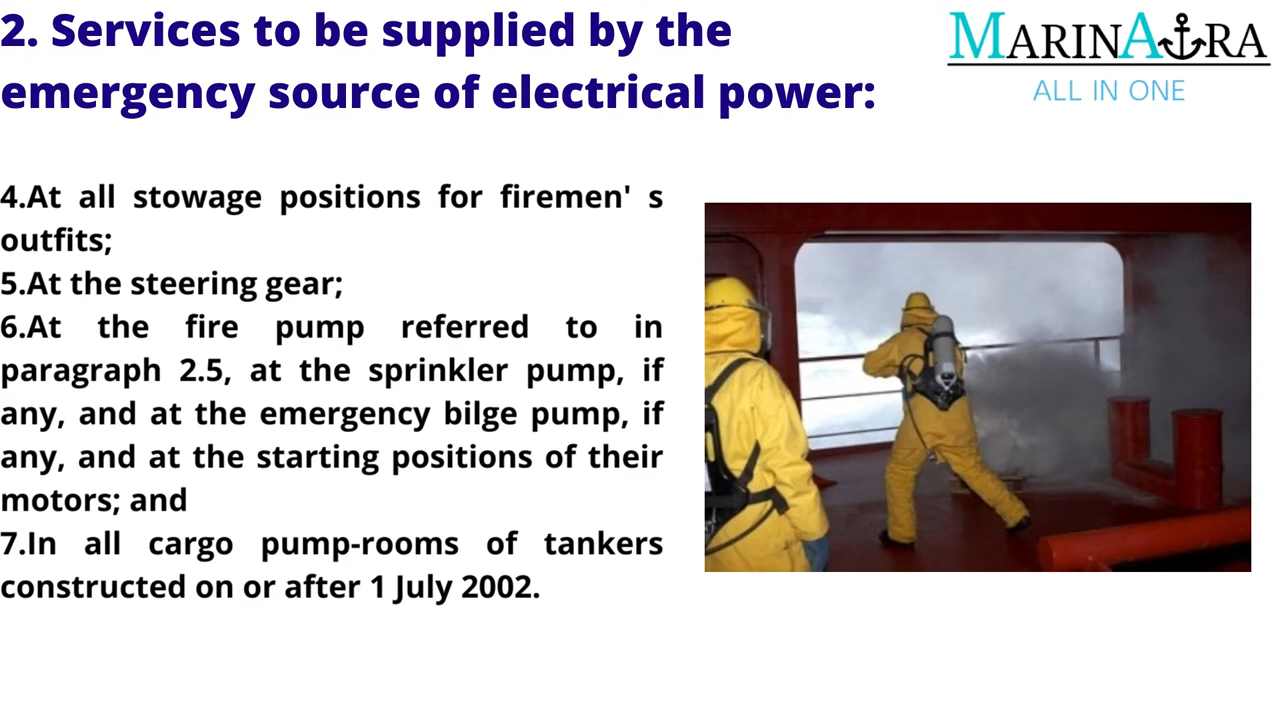 2. Services to be supplied by the
emergency source of electrical power:
MARINAURA
ALL IN ONE
4.At all stowage positions for firemen' s
outfits;
5.At the steering gear;
6.At the fire pump referred to in
paragraph 2.5, at the sprinkler pump, if
any, and at the emergency bilge pump, if
any, and at the starting positions of their
motors; and
7.In all cargo pump-rooms of tankers
constructed on or after 1 July 2002.